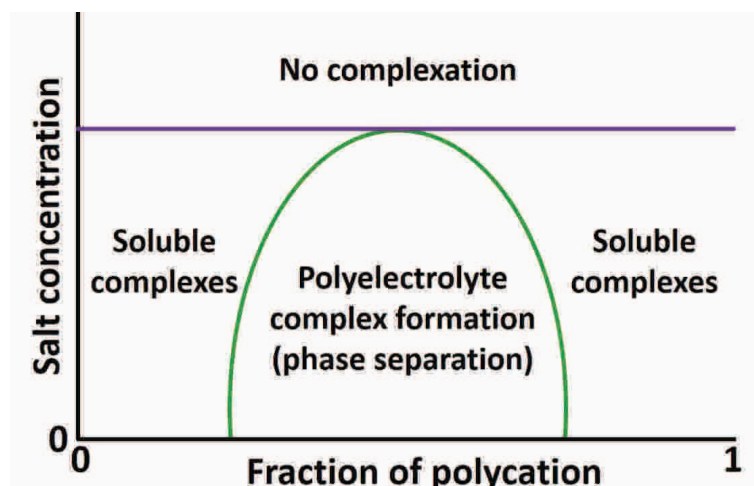 No complexation
Salt concentration
Soluble
complexes
Polyelectrolyte
complex formation
(phase separation)
Soluble
complexes
0
0
Fraction of polycation
1